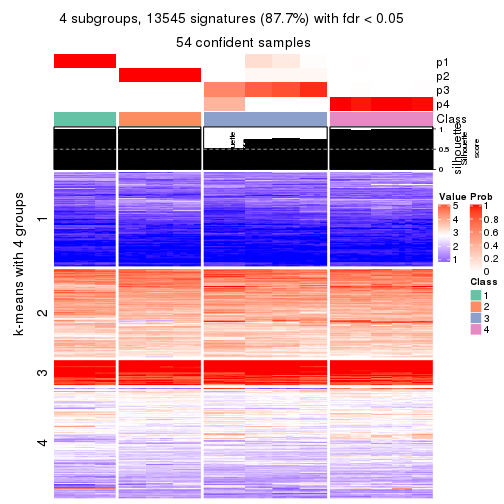 4 subgroups, 13545 signatures (87.7%) with fdr < 0.05
54 confident samples
p1
p2
p3
p4
Class
1
0.5
0
silhouette
Silhouette
score
k-means with 4 groups
1
2
3
4
Value
5
4
3
2
1
Prob
1
0.8
0.6
0.4
0.2
0
Class
1
2
3
4